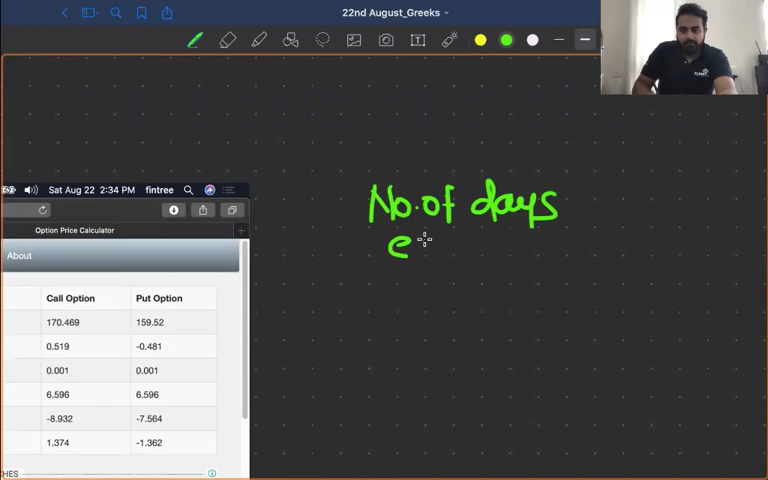 22nd August_Greeks
No. of days
e
Sat Aug 22 2:34 PM fintree
Option Price Calculator
About
Call Option Put Option
170.469 159.52
0.519 -0.481
0.001 0.001
6.596 6.596
-8.932 -7.564
1.374 -1.362
CHES